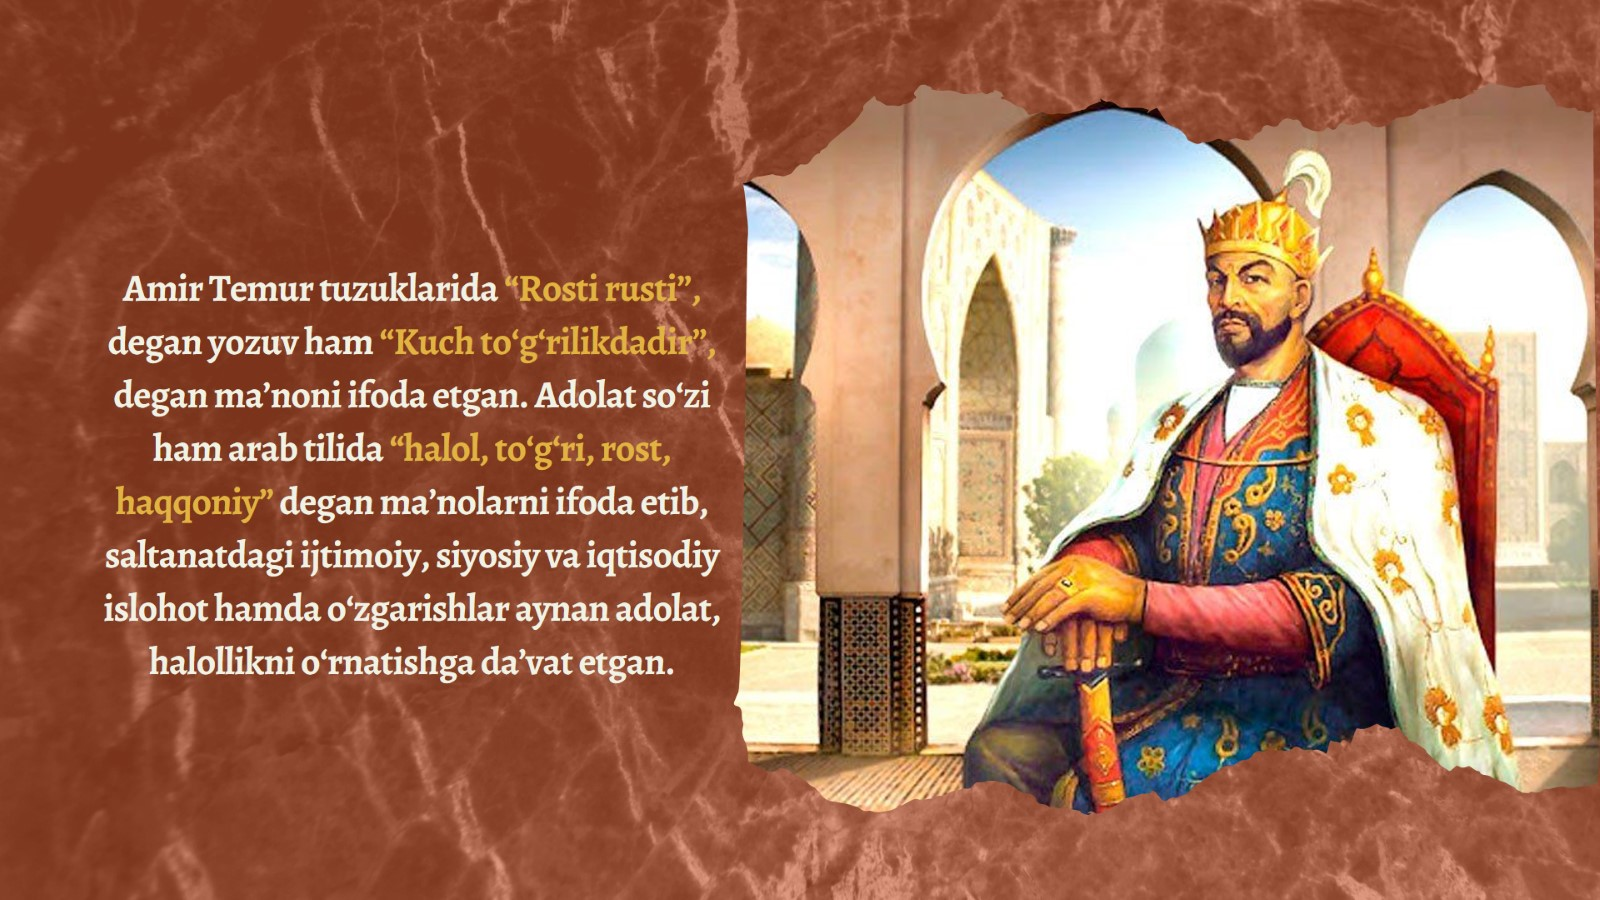 Amir Temur tuzuklarida “Rosti rusti”,
degan yozuv ham “Kuch to‘g‘rilikdadir”,
degan ma’noni ifoda etgan. Adolat so‘zi
ham arab tilida “halol, to‘g‘ri, rost,
haqqoniy” degan ma’nolarni ifoda etib,
saltanatdagi ijtimoiy, siyosiy va iqtisodiy
islohot hamda o‘zgarishlar aynan adolat,
halollikni o‘rnatishga da’vat etgan.